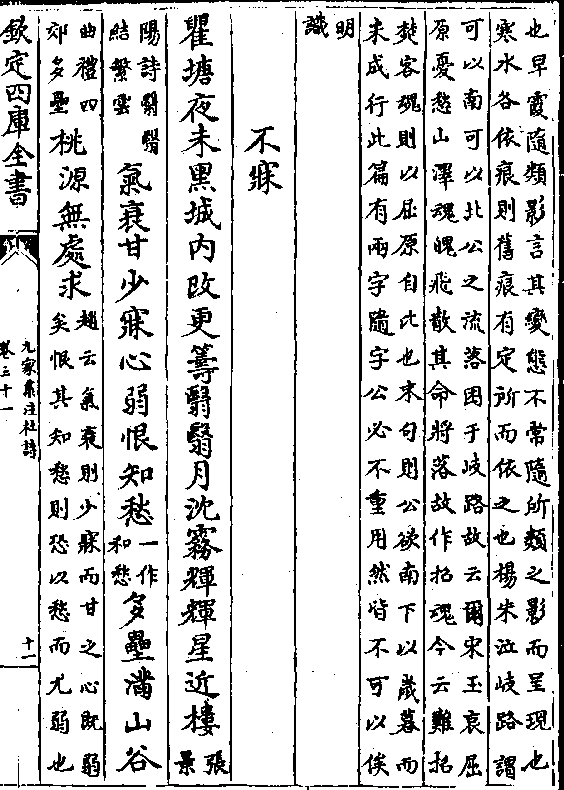 也早霞隨類影言其變態不常隨所類之影而呈現也
寒水各依痕則舊痕有定所而依之也楊朱泣岐路謂
可以南可以北公之流落困于岐路故云爾宋玉哀屈
原憂愁山澤魂魄飛散其命將落故作招魂今云難招
楚客魂則以屈原自比也末句則公欲南下以歲暮而
未成行此篇有兩字隨字公必不重用然皆不可以俟
明
識
不寐
瞿塘夜未黑城内改更籌翳翳月沈霧輝輝星近樓張景
陽詩翳翳
結繁雲
氣衰甘少寐心弱恨知愁一作和愁多壘滿山谷
曲禮四
郊多壘
桃源無處求
趙云氣衰則少寐而甘之心既弱
矣恨其知愁則恐以愁而尤弱也
欽定四庫全書
九家集注杜詩
卷三十一
十一